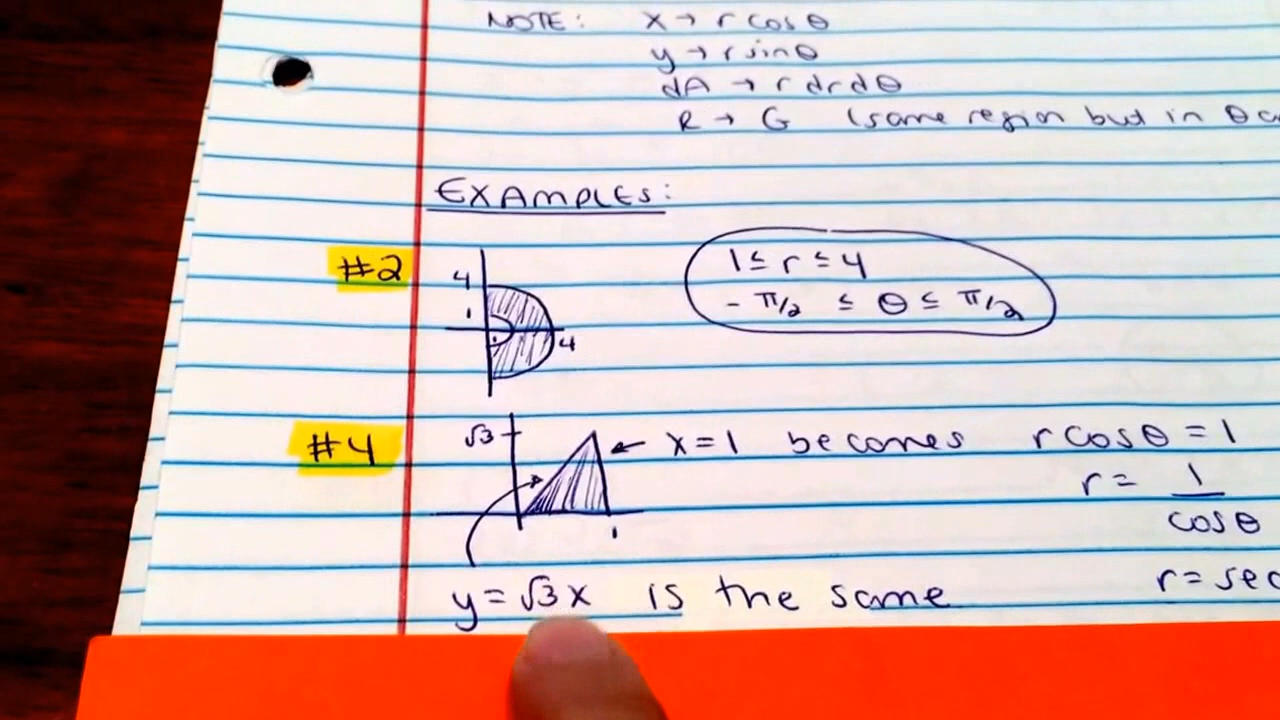 NOTE: x → r cos θ
y → r sin θ
dA → r dr dθ
R → G (same region but in θ
EXAMPLES:
#2
4
1
4
1 ≤ r ≤ 4
- π/2 ≤ θ ≤ π/2
#4
√3
← x = 1 becomes r cos θ = 1
r = 1/cos θ
1
y = √3 x is the same
r = sec